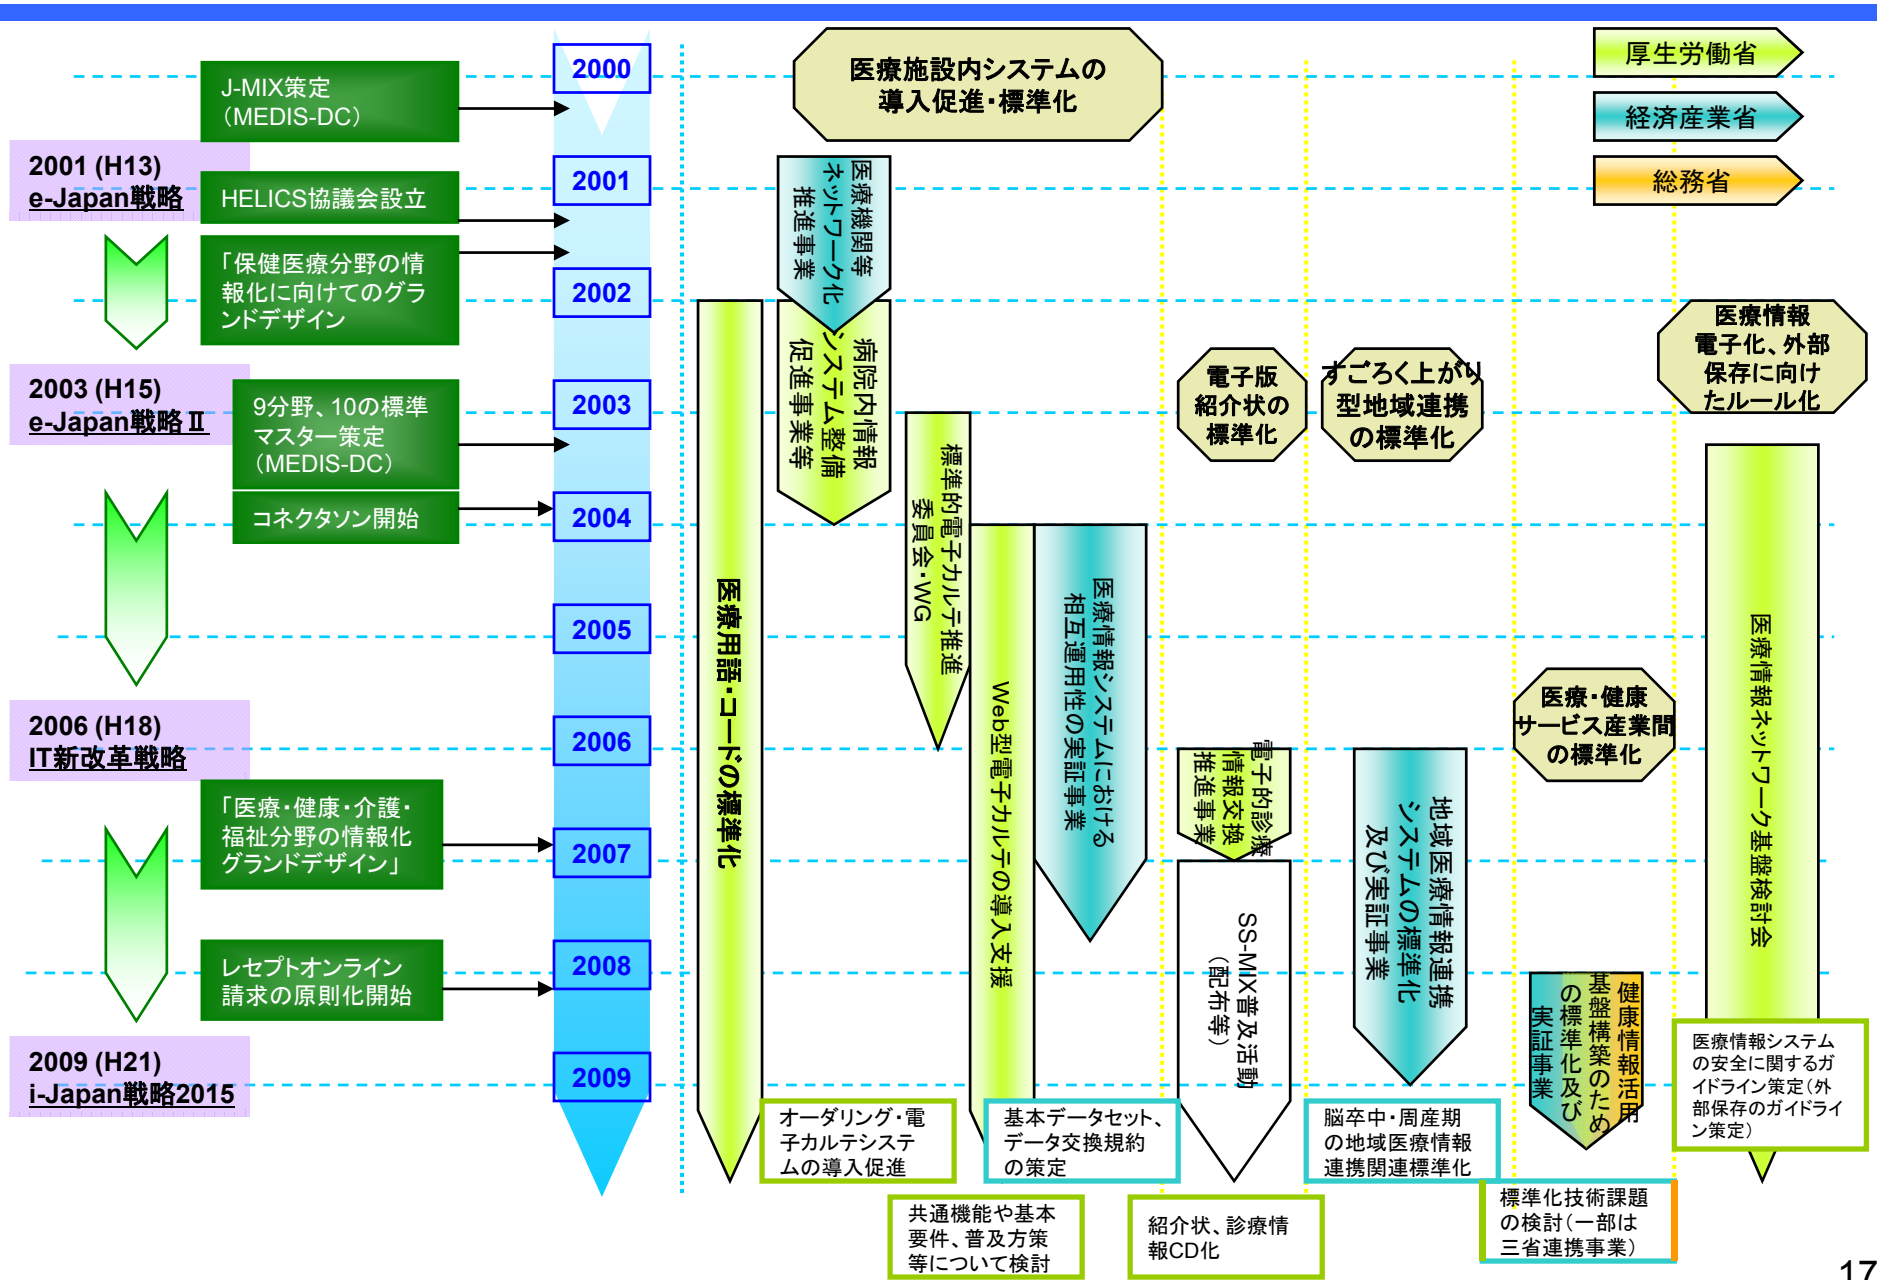 厚生労働省
経済産業省
総務省
2001 (H13)
e-Japan戦略
2003 (H15)
e-Japan戦略Ⅱ
2006 (H18)
IT新改革戦略
2009 (H21)
i-Japan戦略2015
J-MIX策定
（MEDIS-DC）
HELICS協議会設立
「保健医療分野の情
報化に向けてのグラ
ンドデザイン
9分野、10の標準
マスター策定
（MEDIS-DC）
コネクタソン開始
「医療・健康・介護・
福祉分野の情報化
グランドデザイン」
レセプトオンライン
請求の原則化開始
2000
2001
2002
2003
2004
2005
2006
2007
2008
2009
医療施設内システムの
導入促進・標準化
医療用語・コードの標準化
医療機関等
ネットワーク化
推進事業
病院内情報
システム整備
促進事業等
標準的電子カルテ推進
委員会・WG
Web型電子カルテの導入支援
医療情報システムにおける
相互運用性の実証事業
オーダリング・電
子カルテシステ
ムの導入促進
共通機能や基本
要件、普及方策
等について検討
基本データセット、
データ交換規約
の策定
電子版
紹介状の
標準化
電子的診療
情報交換
推進事業
SS-MIX普及活動
（配布等）
紹介状、診療情
報CD化
すごろく上がり
型地域連携
の標準化
地域医療情報連携
システムの標準化
及び実証事業
脳卒中・周産期
の地域医療情報
連携関連標準化
医療・健康
サービス産業間
の標準化
健康情報活用
基盤構築のため
の標準化及び
実証事業
標準化技術課題
の検討（一部は
三省連携事業）
医療情報
電子化、外部
保存に向け
たルール化
医療情報ネットワーク基盤検討会
医療情報システム
の安全に関するガ
イドライン策定（外
部保存のガイドライ
ン策定）
17